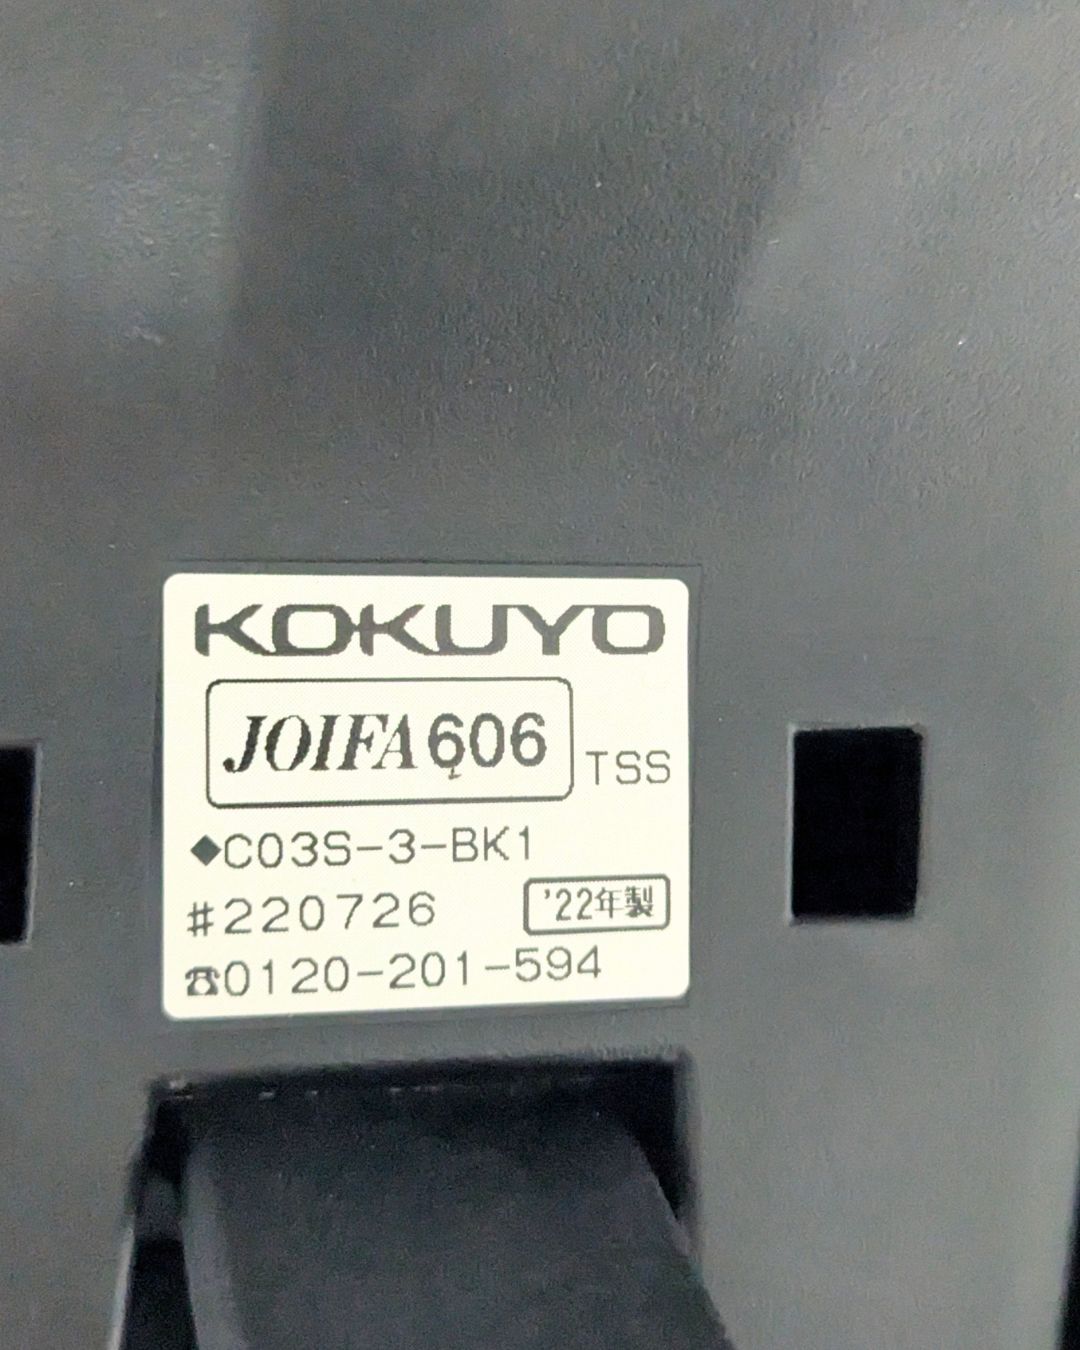 KOKUYO
JOIFA606 TSS
◆C03S-3-BK1
#220726 '22年製
☎0120-201-594